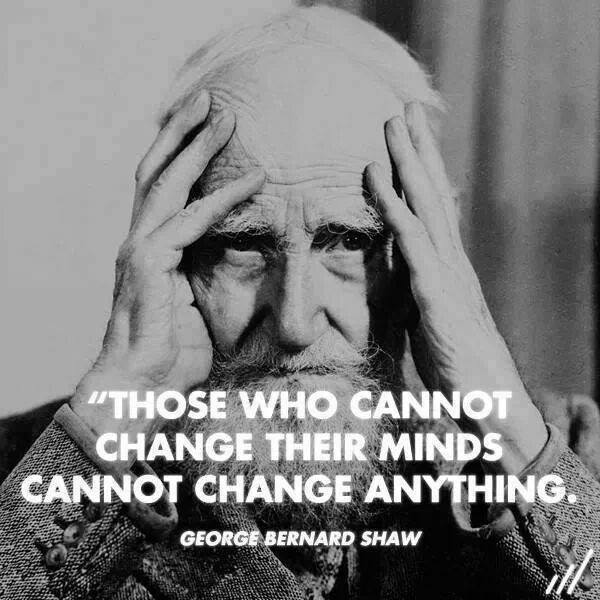 “THOSE WHO CANNOT
CHANGE THEIR MINDS
CANNOT CHANGE ANYTHING.
GEORGE BERNARD SHAW